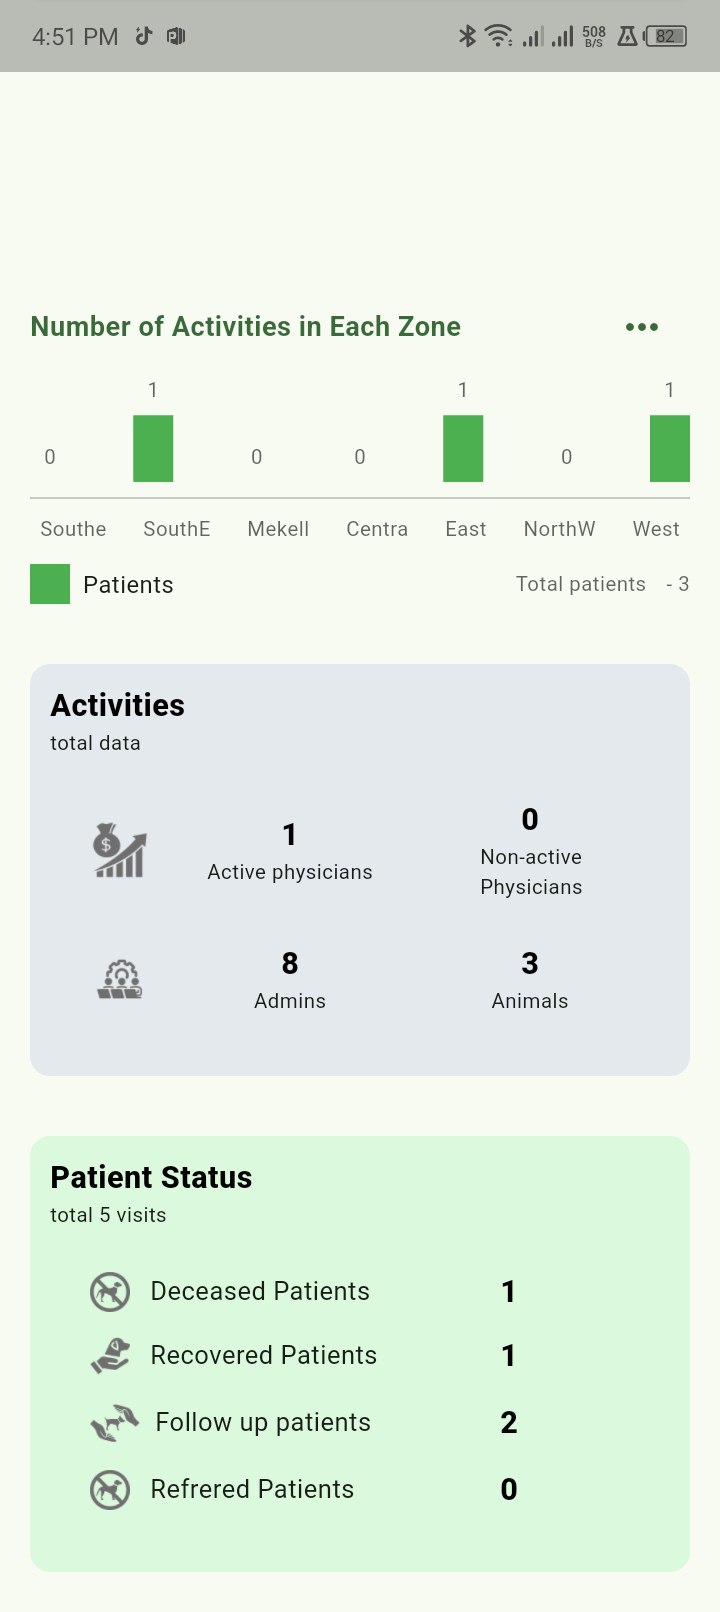 4:51 PM
508
B/S
82
Number of Activities in Each Zone
1 1 1
0 0 0 0
Southe SouthE Mekell Centra East NorthW West
Patients Total patients - 3
Activities
total data
1 0
Active physicians Non-active
Physicians
8 3
Admins Animals
Patient Status
total 5 visits
Deceased Patients 1
Recovered Patients 1
Follow up patients 2
Refrered Patients 0